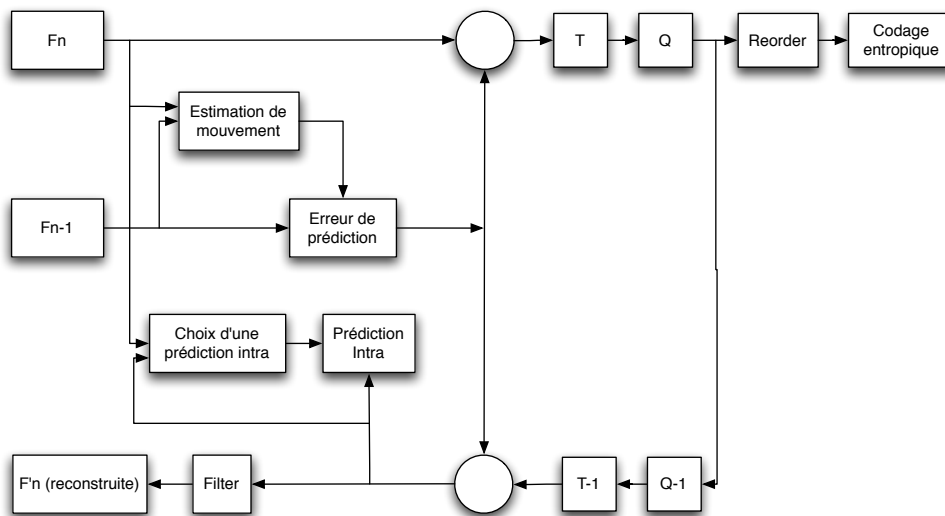 Fn
T
Q
Reorder
Codage
entropique
Estimation de
mouvement
Fn-1
Erreur de
prédiction
Choix d'une
prédiction intra
Prédiction
Intra
F'n (reconstruite)
Filter
T-1
Q-1